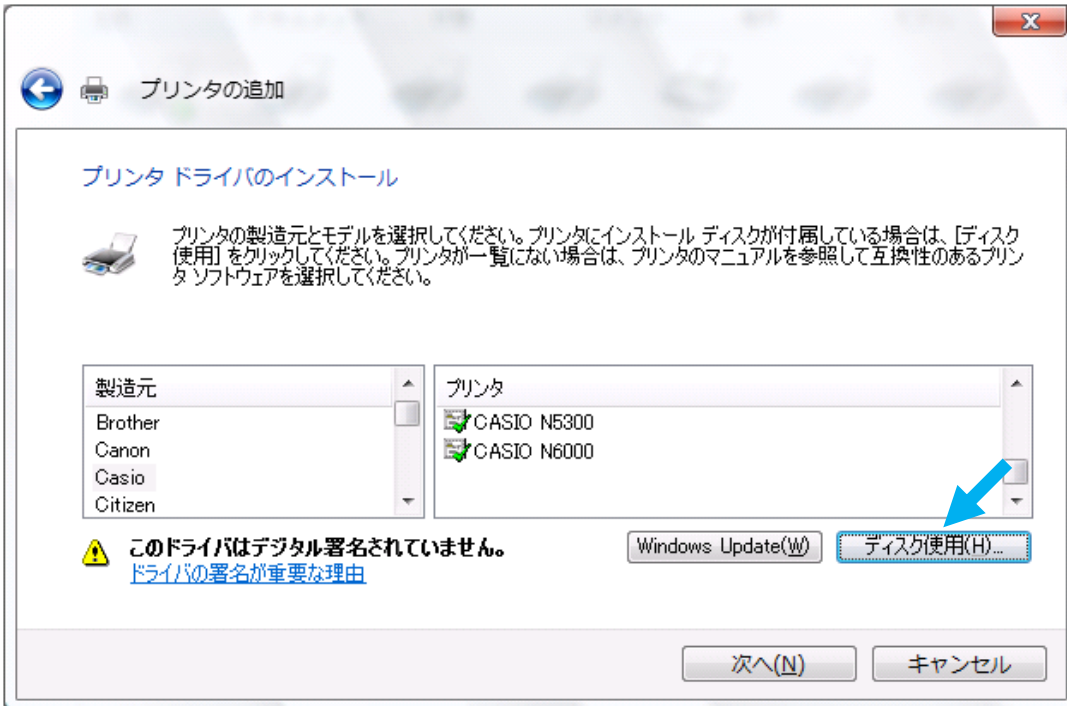 プリンタの追加
プリンタ ドライバのインストール
プリンタの製造元とモデルを選択してください。プリンタにインストール ディスクが付属している場合は、[ディスク
使用] をクリックしてください。プリンタが一覧にない場合は、プリンタのマニュアルを参照して互換性のあるプリン
タ ソフトウェアを選択してください。
製造元
Brother
Canon
Casio
Citizen
プリンタ
CASIO N5300
CASIO N6000
このドライバはデジタル署名されていません。
ドライバの署名が重要な理由
Windows Update(W)
ディスク使用(H)...
次へ(N)
キャンセル